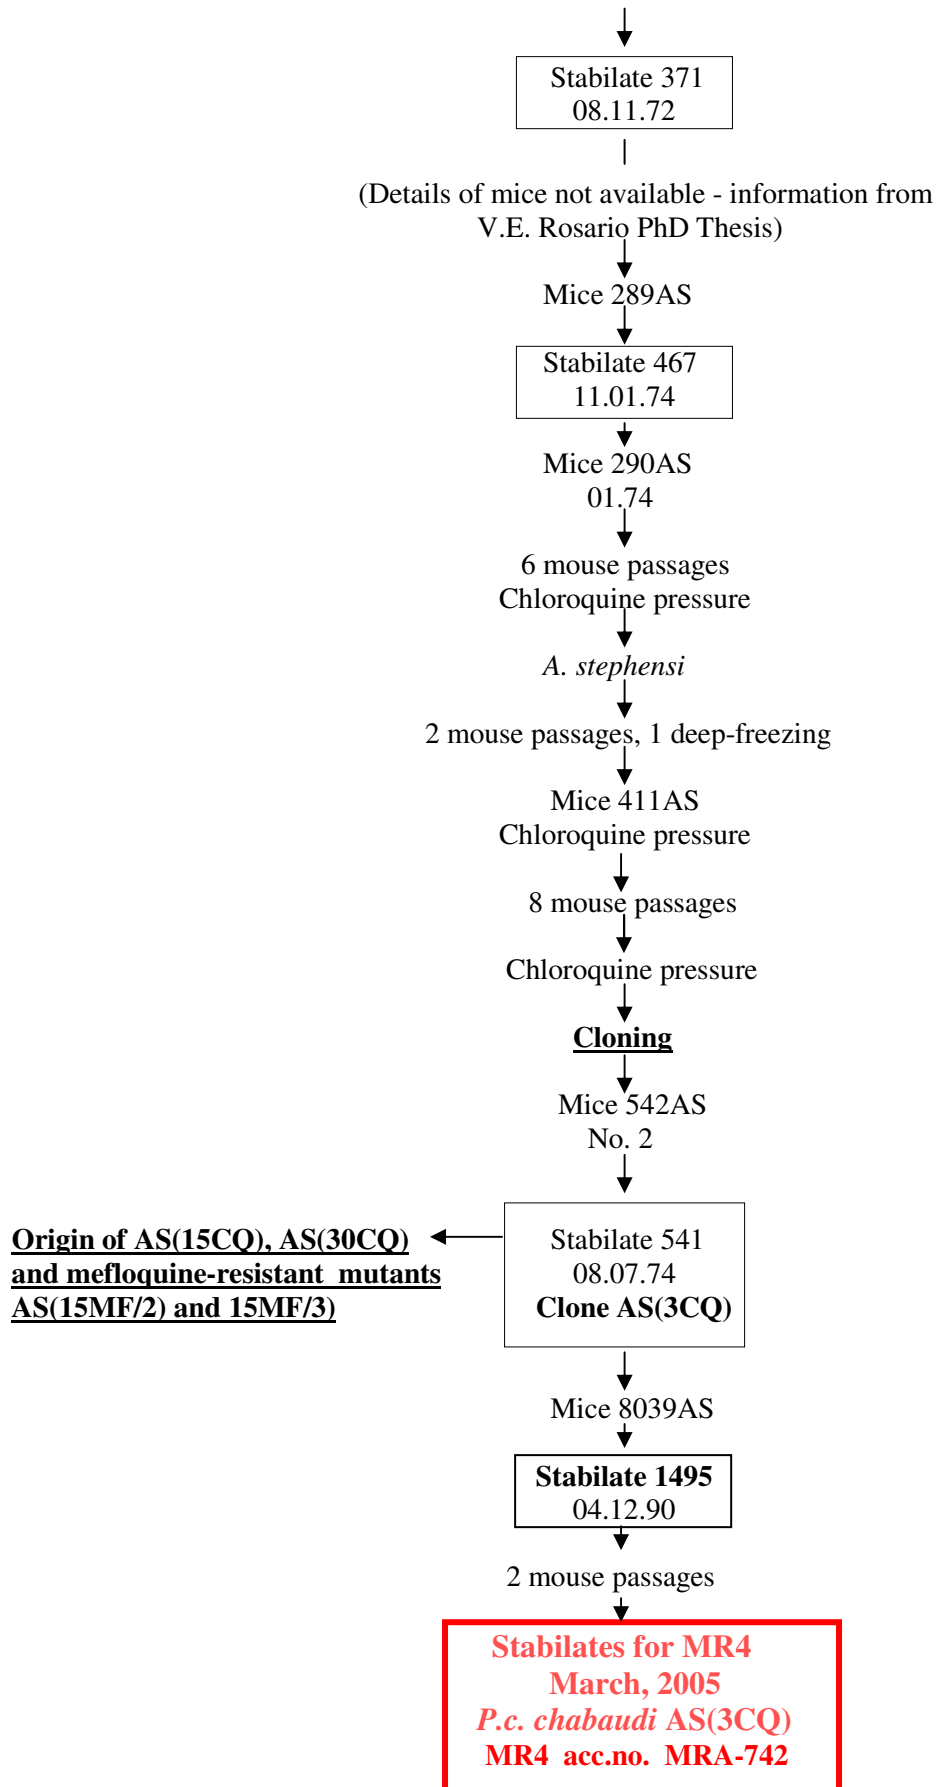 Stabilate 371
08.11.72
(Details of mice not available - information from
V.E. Rosario PhD Thesis)
Mice 289AS
Stabilate 467
11.01.74
Mice 290AS
01.74
6 mouse passages
Chloroquine pressure
A. stephensi
2 mouse passages, 1 deep-freezing
Mice 411AS
Chloroquine pressure
8 mouse passages
Chloroquine pressure
Cloning
Mice 542AS
No. 2
Origin of AS(15CQ), AS(30CQ)
and mefloquine-resistant mutants
AS(15MF/2) and 15MF/3)
Stabilate 541
08.07.74
Clone AS(3CQ)
Mice 8039AS
Stabilate 1495
04.12.90
2 mouse passages
Stabilates for MR4
March, 2005
P.c. chabaudi AS(3CQ)
MR4 acc.no. MRA-742